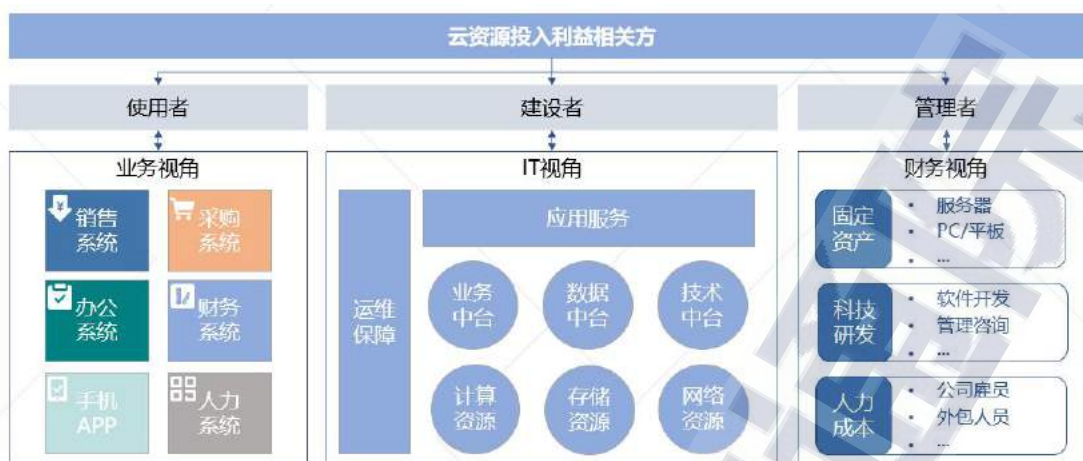 云资源投入利益相关方
使用者
建设者
管理者
业务视角
销售
系统
采购
系统
办公
系统
财务
系统
手机
APP
人力
系统
IT视角
运维
保障
应用服务
业务
中台
数据
中台
技术
中台
计算
资源
存储
资源
网络
资源
财务视角
固定
资产
• 服务器
• PC/平板
• ...
科技
研发
• 软件开发
• 管理咨询
• ...
人力
成本
• 公司雇员
• 外包人员
• ...